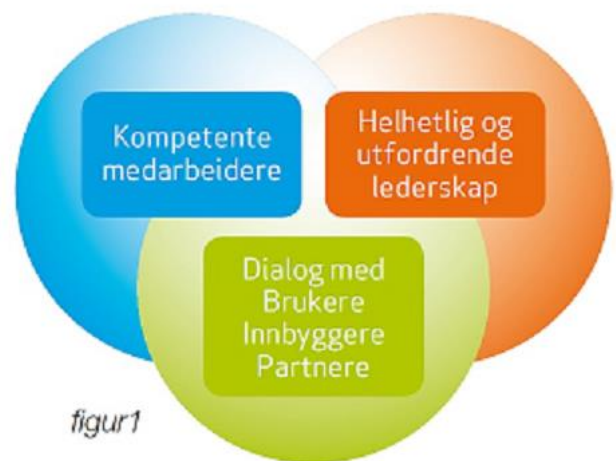 Kompetente
medarbeidere
Helhetlig og
utfordrende
lederskap
Dialog med
Brukere
Innbyggere
Partnere
figur1